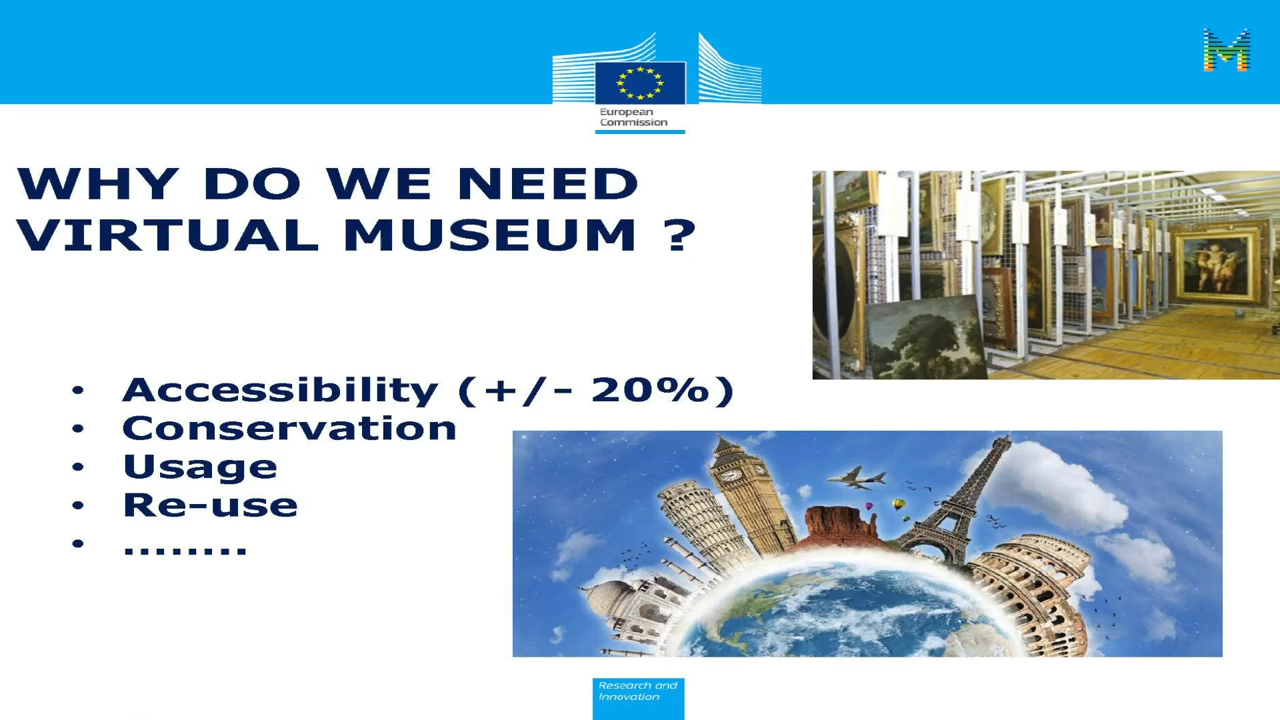 M
European
Commission
WHY DO WE NEED
VIRTUAL MUSEUM ?
• Accessibility (+/- 20%)
• Conservation
• Usage
• Re-use
• ........
Research and
Innovation